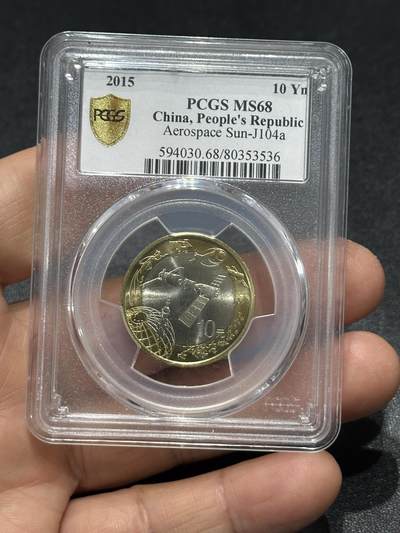 2015 10 Yn
PCGS MS68
China, People's Republic
Aerospace Sun-J104a
594030.68/80353536
PCGS
10